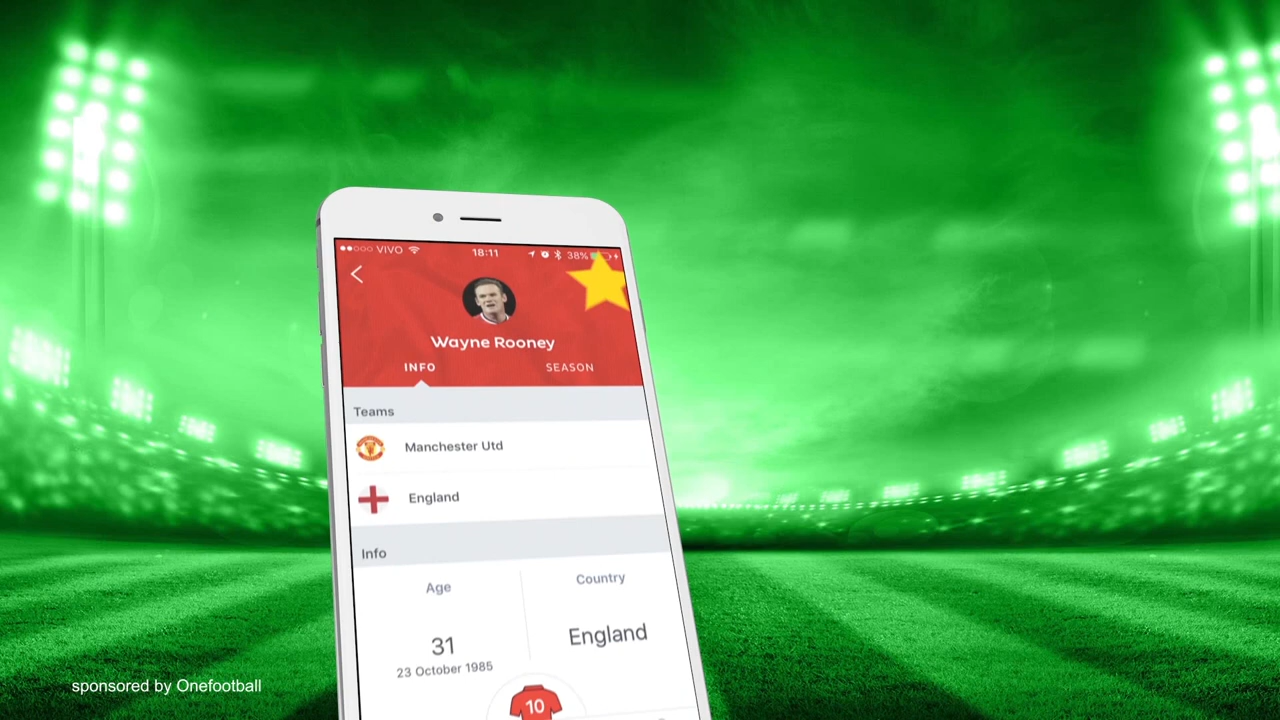 VIVO 18:11 38%
Wayne Rooney
INFO SEASON
Teams
Manchester Utd
England
Info
Age Country
31 England
23 October 1985
10
sponsored by Onefootball